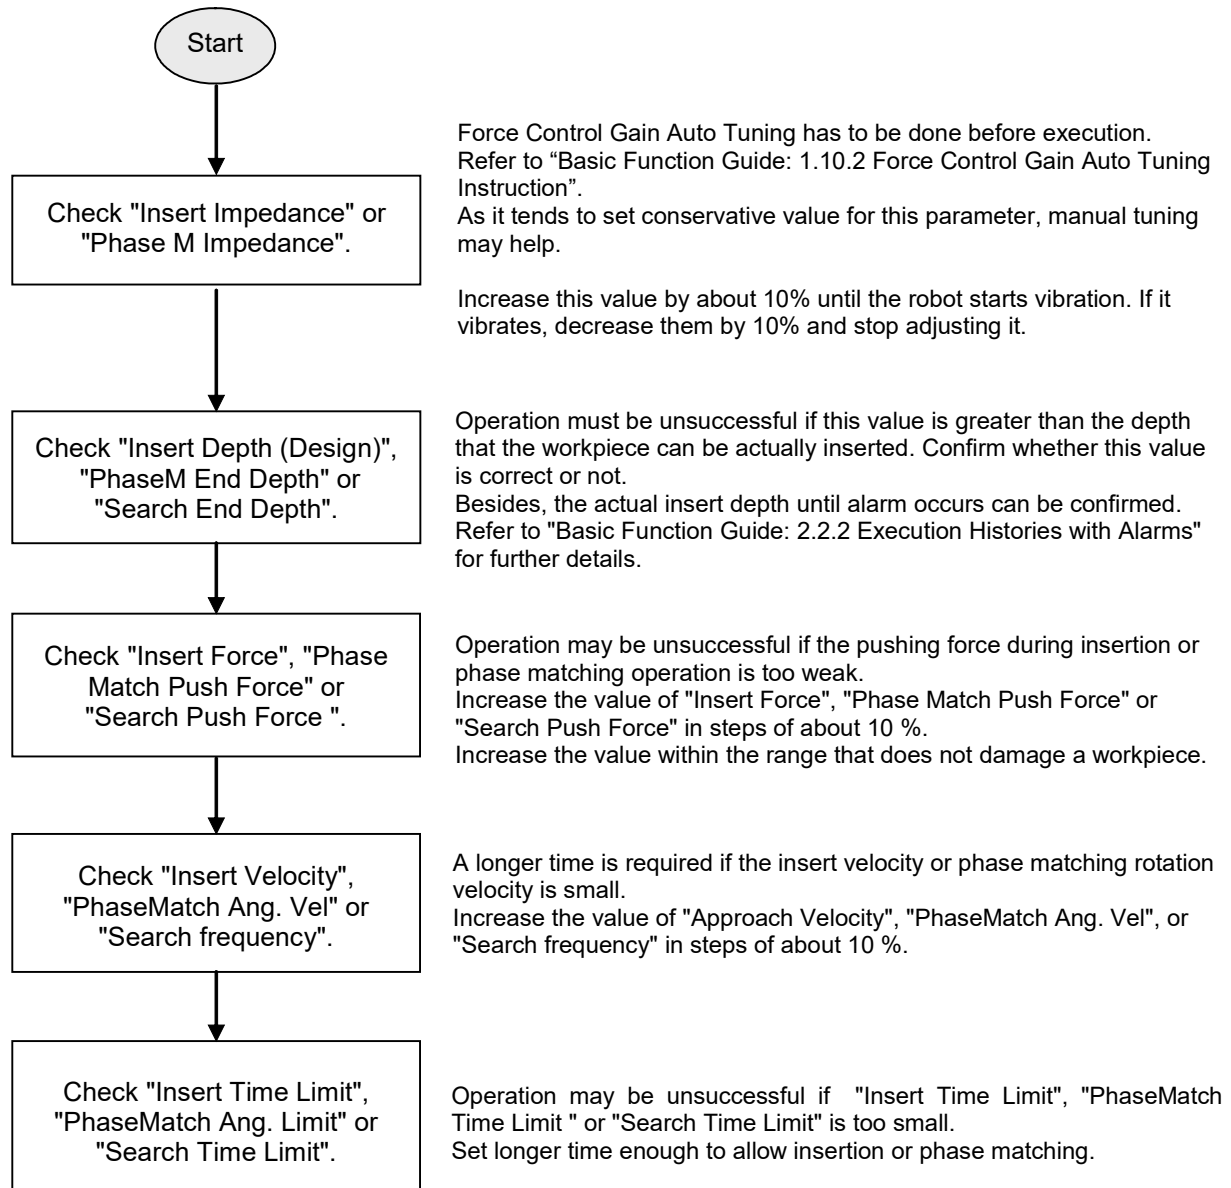 Start
Force Control Gain Auto Tuning has to be done before execution.
Refer to “Basic Function Guide: 1.10.2 Force Control Gain Auto Tuning
Instruction”.
As it tends to set conservative value for this parameter, manual tuning
may help.
Increase this value by about 10% until the robot starts vibration. If it
vibrates, decrease them by 10% and stop adjusting it.
Check "Insert Impedance" or
"Phase M Impedance".
Operation must be unsuccessful if this value is greater than the depth
that the workpiece can be actually inserted. Confirm whether this value
is correct or not.
Besides, the actual insert depth until alarm occurs can be confirmed.
Refer to "Basic Function Guide: 2.2.2 Execution Histories with Alarms"
for further details.
Check "Insert Depth (Design)",
"PhaseM End Depth" or
"Search End Depth".
Operation may be unsuccessful if the pushing force during insertion or
phase matching operation is too weak.
Increase the value of "Insert Force", "Phase Match Push Force" or
"Search Push Force" in steps of about 10 %.
Increase the value within the range that does not damage a workpiece.
Check "Insert Force", "Phase
Match Push Force" or
"Search Push Force ".
A longer time is required if the insert velocity or phase matching rotation
velocity is small.
Increase the value of "Approach Velocity", "PhaseMatch Ang. Vel", or
"Search frequency" in steps of about 10 %.
Check "Insert Velocity",
"PhaseMatch Ang. Vel" or
"Search frequency".
Operation may be unsuccessful if "Insert Time Limit", "PhaseMatch
Time Limit " or "Search Time Limit" is too small.
Set longer time enough to allow insertion or phase matching.
Check "Insert Time Limit",
"PhaseMatch Ang. Limit" or
"Search Time Limit".